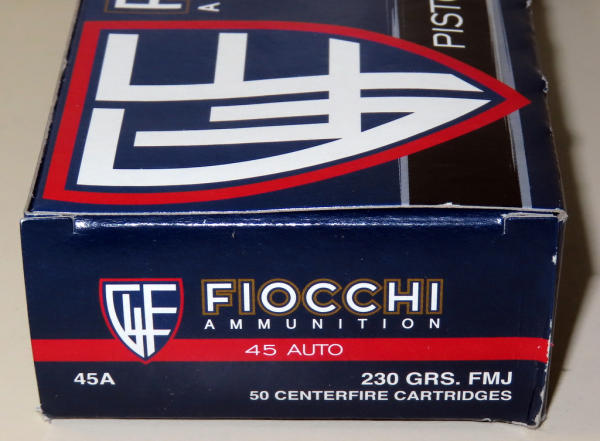 FIOCCHI
AMMUNITION
45 AUTO
45A
230 GRS. FMJ
50 CENTERFIRE CARTRIDGES